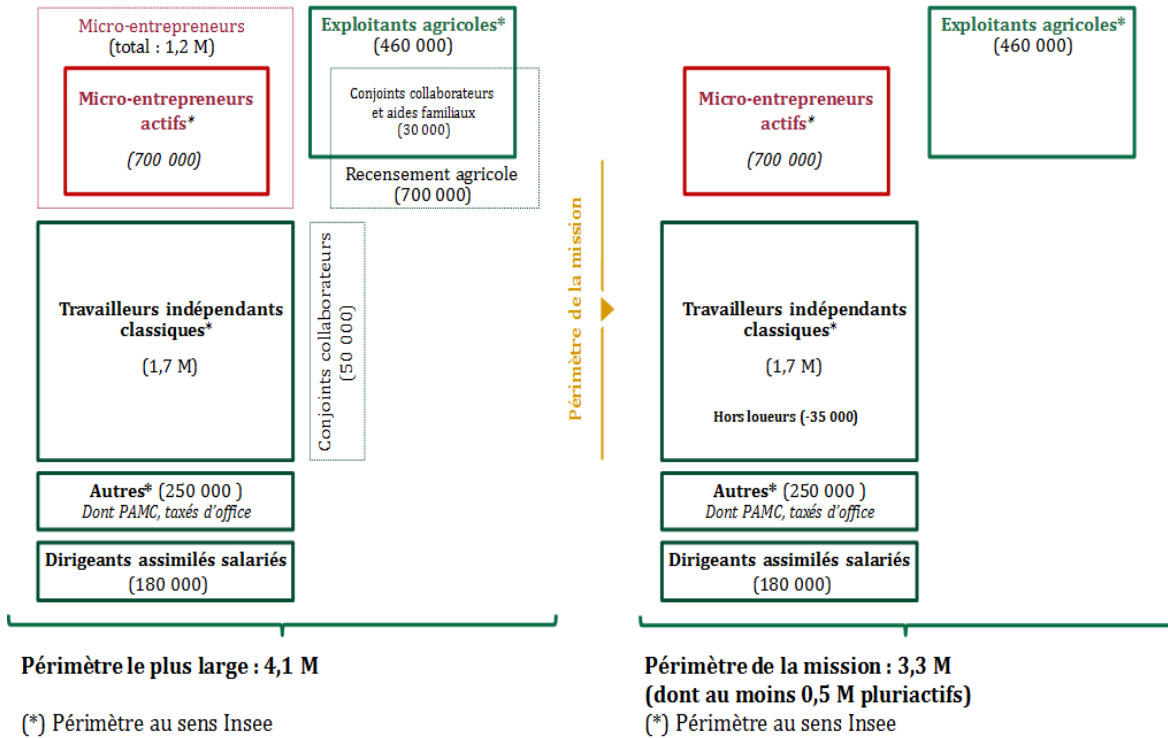 Micro-entrepreneurs
(total : 1,2 M)
Micro-entrepreneurs
actifs*
(700 000)
Exploitants agricoles*
(460 000)
Conjoints collaborateurs
et aides familiaux
(30 000)
Recensement agricole
(700 000)
Travailleurs indépendants
classiques*
(1,7 M)
Conjoints collaborateurs
(50 000)
Autres* (250 000 )
Dont PAMC, taxés d'office
Dirigeants assimilés salariés
(180 000)
Périmètre le plus large : 4,1 M
(*) Périmètre au sens Insee
Périmètre de la mission
Micro-entrepreneurs
actifs*
(700 000)
Exploitants agricoles*
(460 000)
Travailleurs indépendants
classiques*
(1,7 M)
Hors loueurs (-35 000)
Autres* (250 000 )
Dont PAMC, taxés d'office
Dirigeants assimilés salariés
(180 000)
Périmètre de la mission : 3,3 M
(dont au moins 0,5 M pluriactifs)
(*) Périmètre au sens Insee